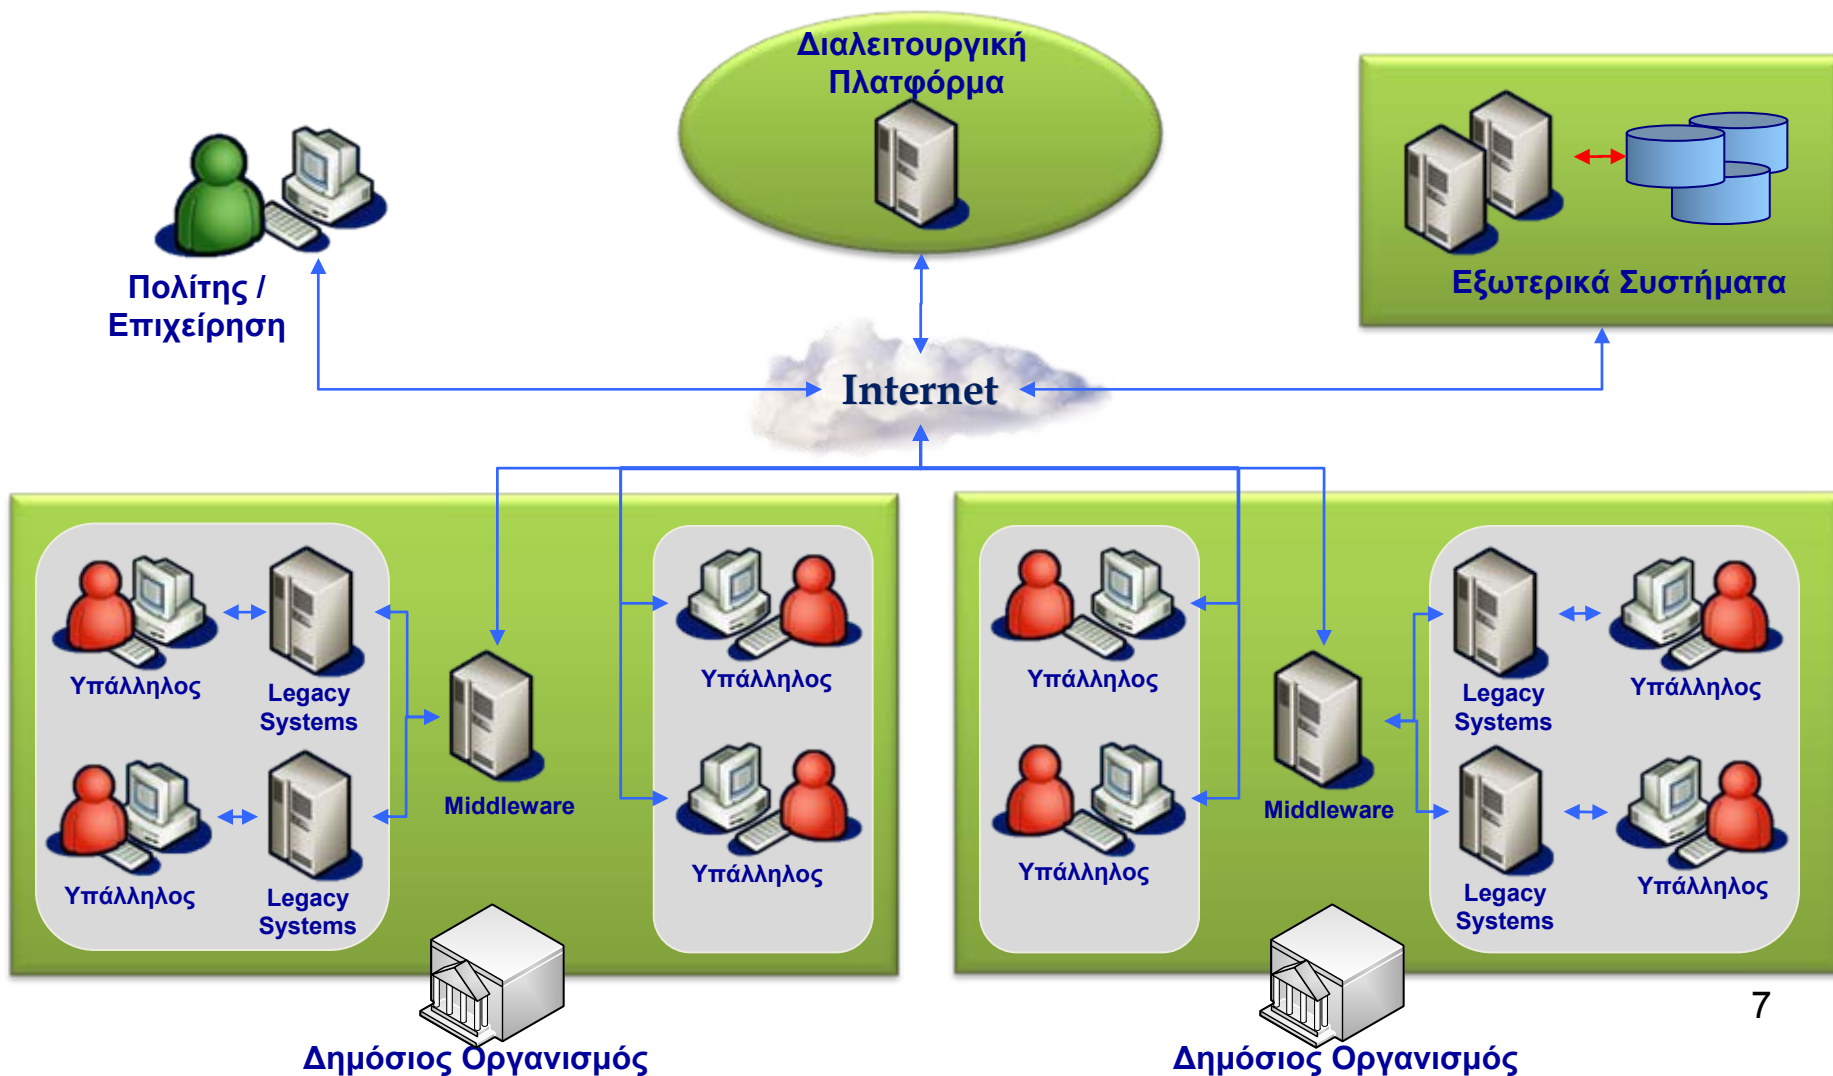 Διαλειτουργική
Πλατφόρμα
Πολίτης /
Επιχείρηση
Εξωτερικά Συστήματα
Internet
Υπάλληλος
Legacy
Systems
Υπάλληλος
Legacy
Systems
Middleware
Υπάλληλος
Υπάλληλος
Δημόσιος Οργανισμός
Υπάλληλος
Υπάλληλος
Middleware
Legacy
Systems
Υπάλληλος
Legacy
Systems
Υπάλληλος
Δημόσιος Οργανισμός
7